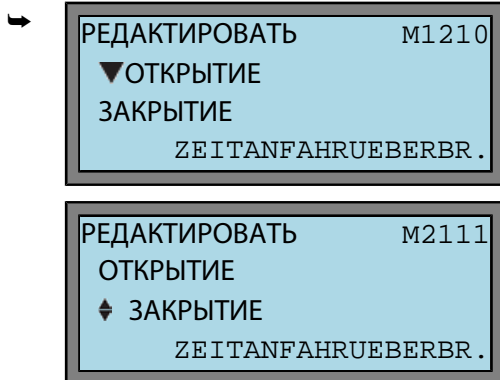 РЕДАКТИРОВАТЬ M1210
▼ОТКРЫТИЕ
ЗАКРЫТИЕ
ZEITANFAHRUEBERBR.
РЕДАКТИРОВАТЬ M2111
ОТКРЫТИЕ
ЗАКРЫТИЕ
ZEITANFAHRUEBERBR.